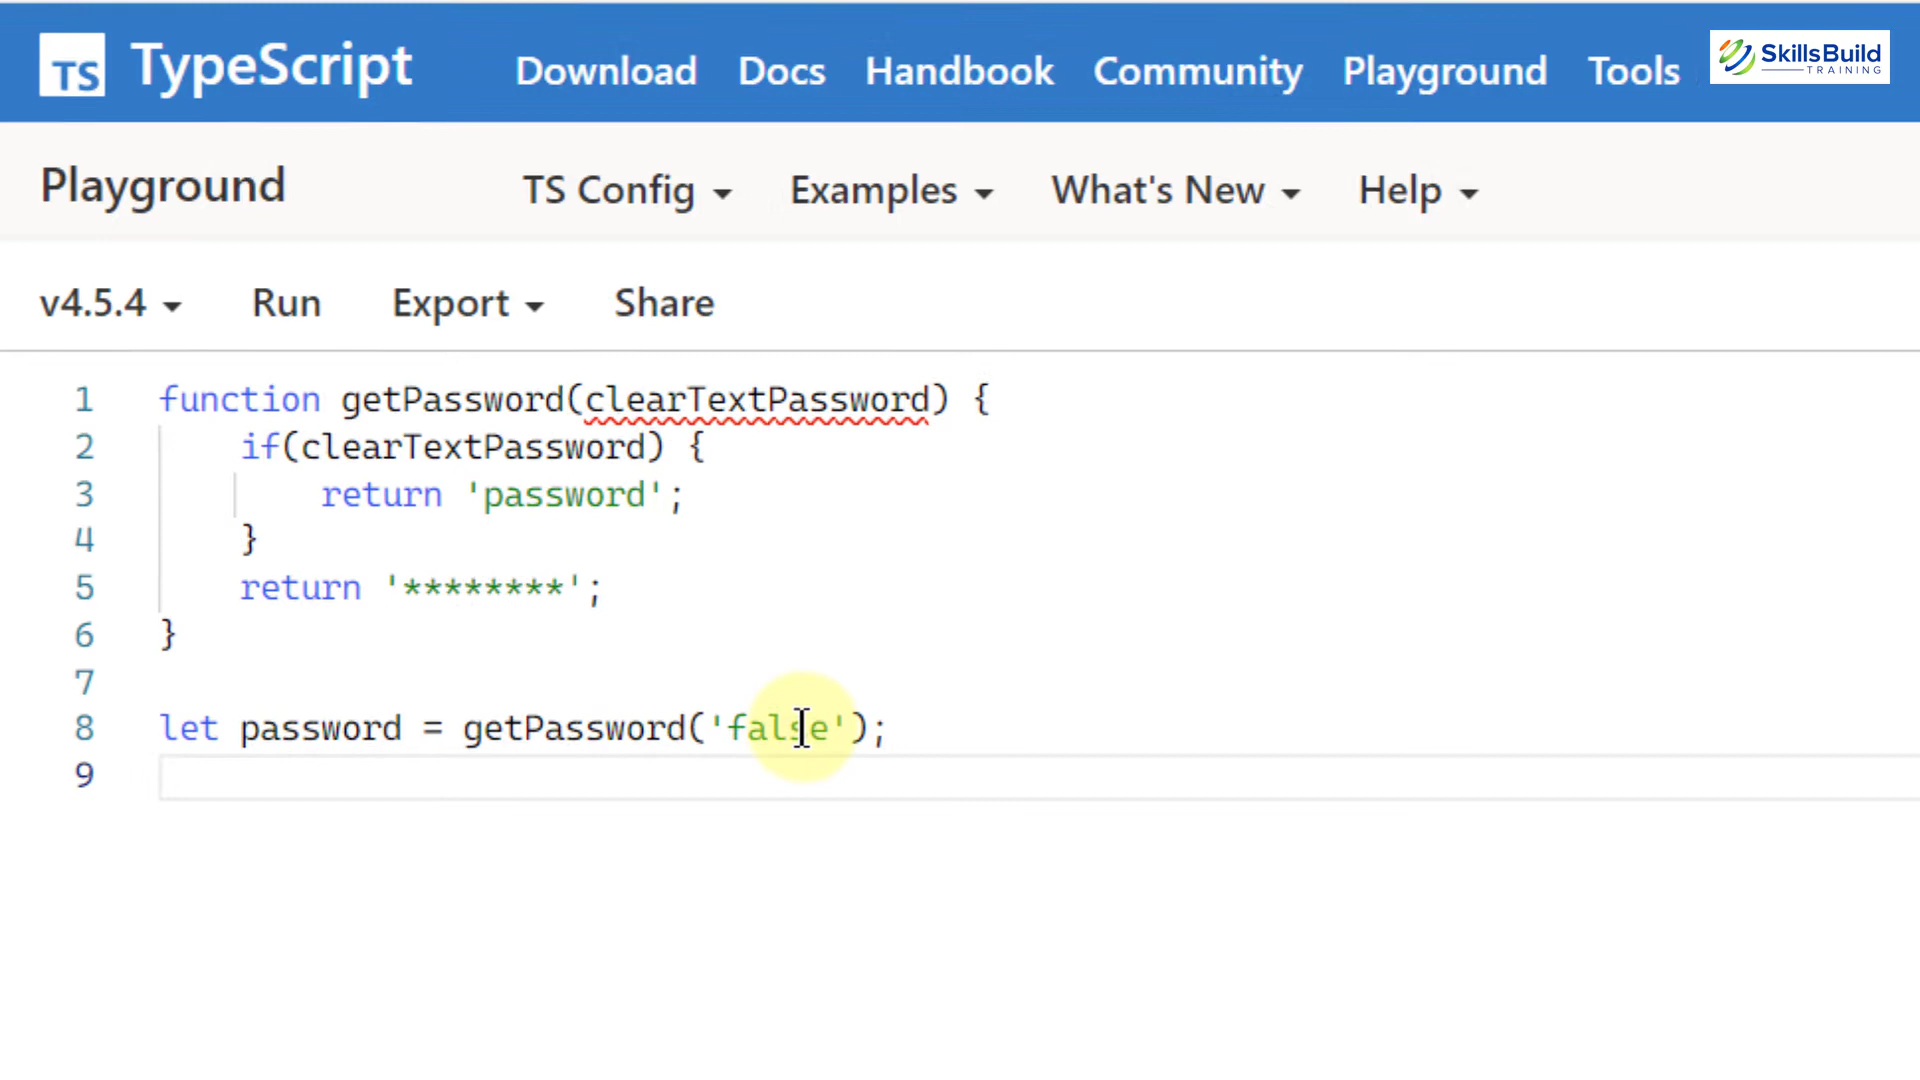 TS TypeScript Download Docs Handbook Community Playground Tools SkillsBuild
TRAINING
Playground TS Config Examples What's New Help
v4.5.4 Run Export Share
1 function getPassword(clearTextPassword) {
2     if(clearTextPassword) {
3         return 'password';
4     }
5     return '********';
6 }
7
8 let password = getPassword('false');
9